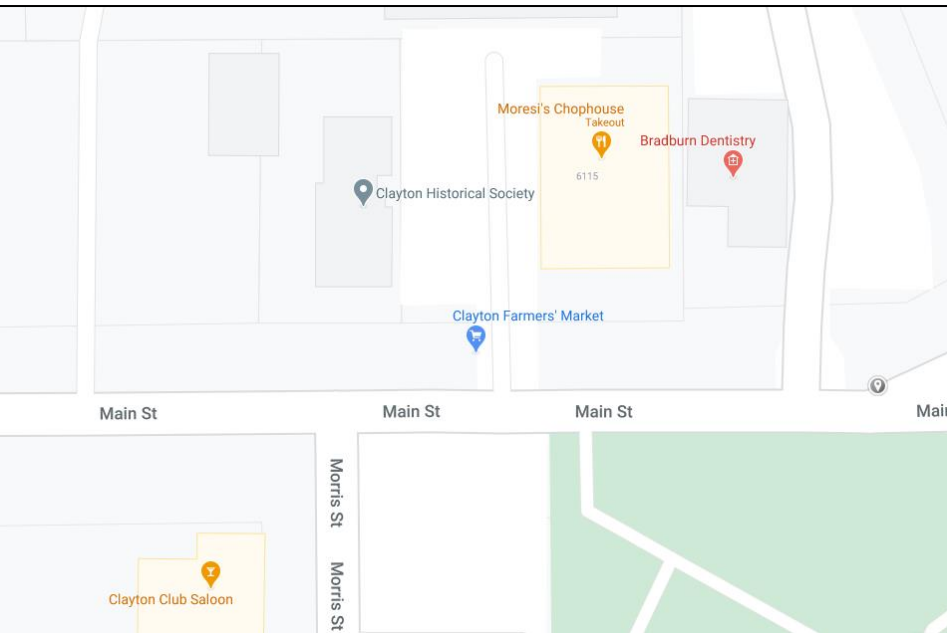 Moresi's Chophouse
Takeout
Bradburn Dentistry
6115
Clayton Historical Society
Clayton Farmers' Market
Main St
Main St
Main St
Mai
Morris St
Morris St
Clayton Club Saloon